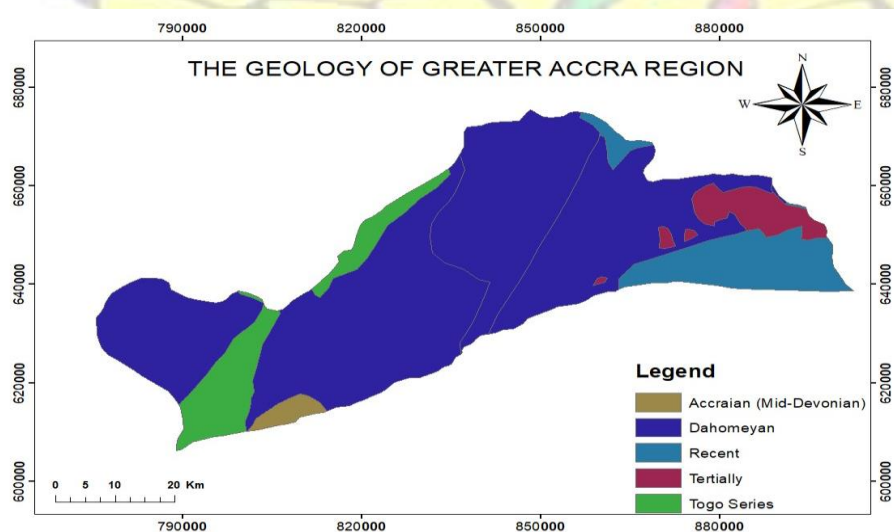 790000 820000 850000 880000
THE GEOLOGY OF GREATER ACCRA REGION
N
W E
S
680000 680000
660000 660000
640000 640000
620000 620000
600000 600000
Legend
Accraian (Mid-Devonian)
Dahomeyan
Recent
Tertially
Togo Series
0 5 10 20 Km
790000 820000 850000 880000